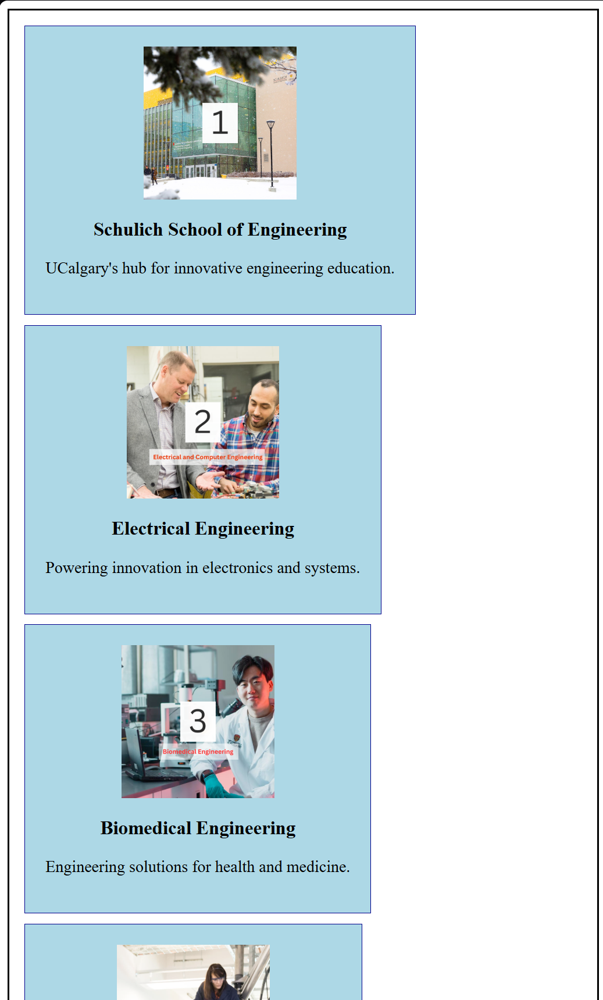 1
Schulich School of Engineering
UCalgary's hub for innovative engineering education.
2
Electrical and Computer Engineering
Electrical Engineering
Powering innovation in electronics and systems.
3
Biomedical Engineering
Biomedical Engineering
Engineering solutions for health and medicine.